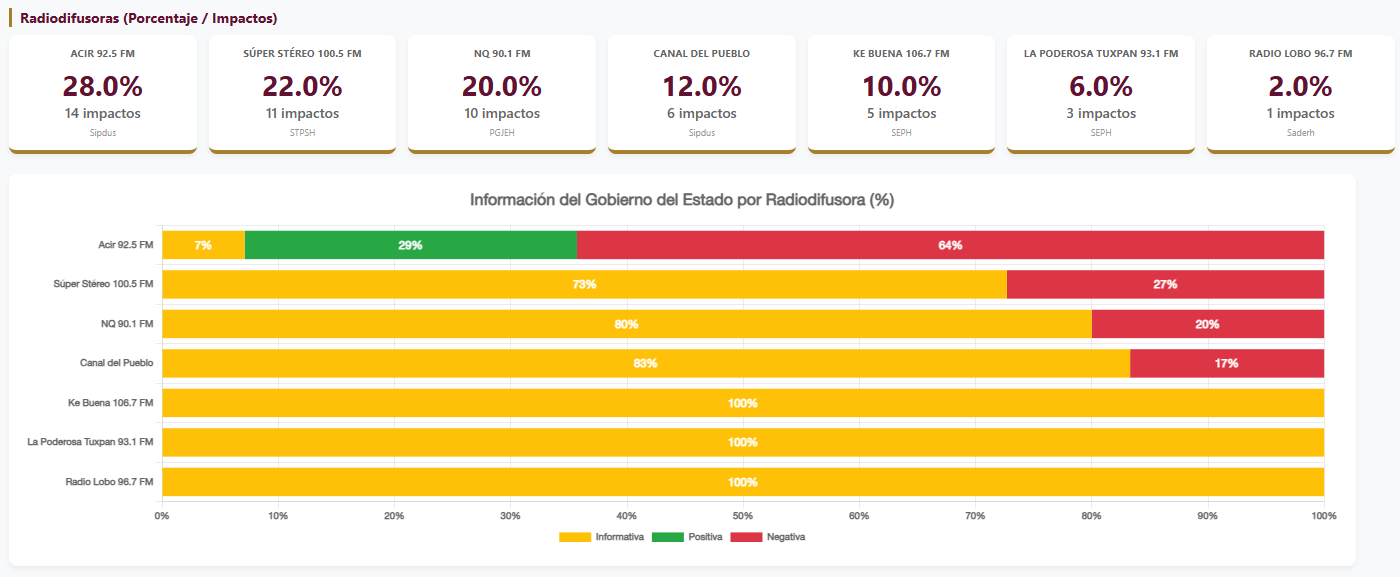 Radiodifusoras (Porcentaje / Impactos)
ACIR 92.5 FM
28.0%
14 impactos
Sipdus
SÚPER STÉREO 100.5 FM
22.0%
11 impactos
STPSH
NQ 90.1 FM
20.0%
10 impactos
PGJEH
CANAL DEL PUEBLO
12.0%
6 impactos
Sipdus
KE BUENA 106.7 FM
10.0%
5 impactos
SEPH
LA PODEROSA TUXPAN 93.1 FM
6.0%
3 impactos
SEPH
RADIO LOBO 96.7 FM
2.0%
1 impactos
Saderh
Información del Gobierno del Estado por Radiodifusora (%)
Acir 92.5 FM 7% 29% 64%
Súper Stéreo 100.5 FM 73% 27%
NQ 90.1 FM 80% 20%
Canal del Pueblo 83% 17%
Ke Buena 106.7 FM 100%
La Poderosa Tuxpan 93.1 FM 100%
Radio Lobo 96.7 FM 100%
0% 10% 20% 30% 40% 50% 60% 70% 80% 90% 100%
Informativa Positiva Negativa